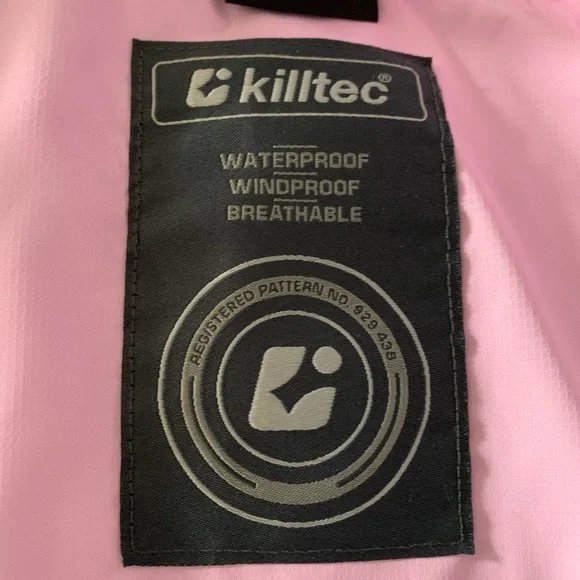 killtec®
WATERPROOF
WINDPROOF
BREATHABLE
REGISTERED PATTERN NO. 929 438